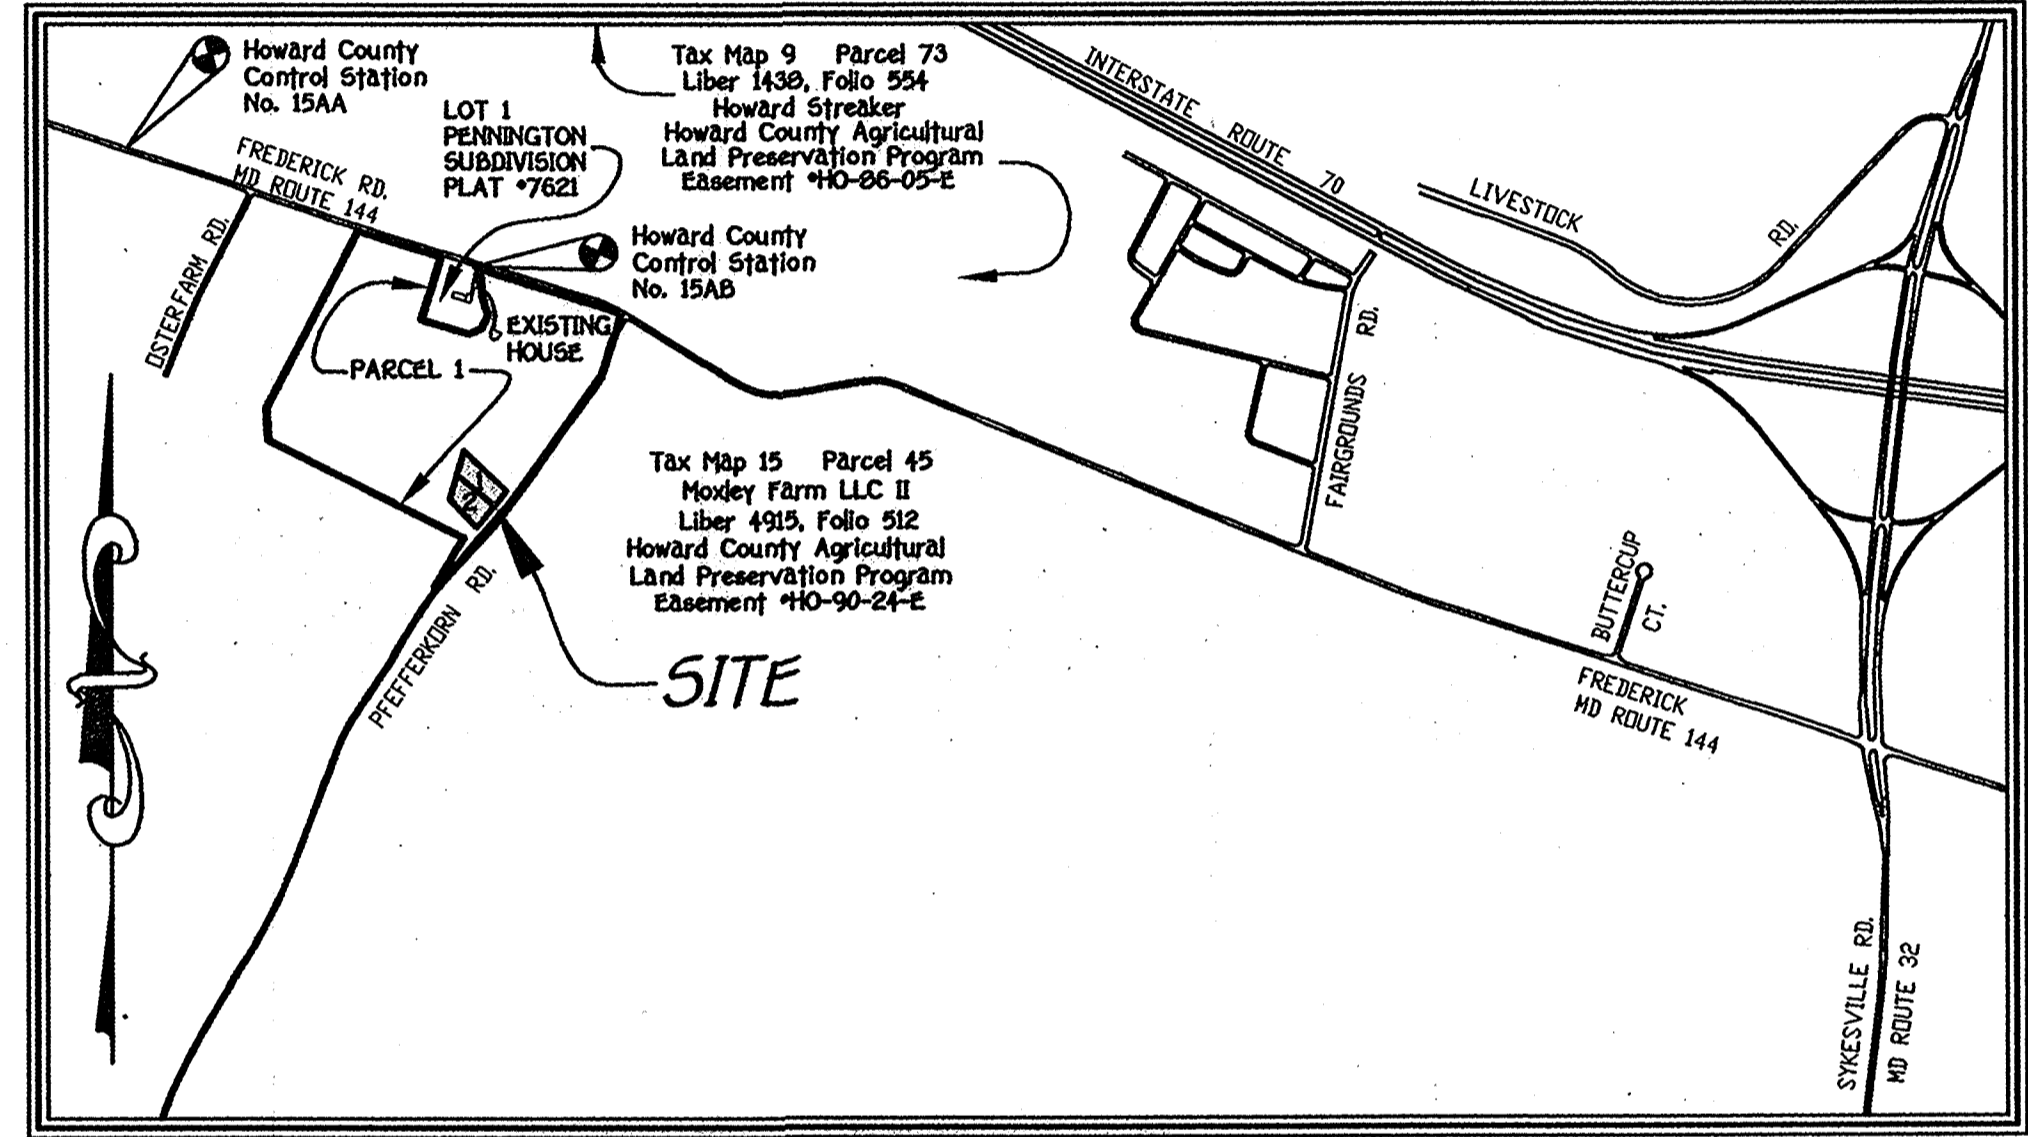 Howard County
Control Station
No. 15AA
LOT 1
PENNINGTON
SUBDIVISION
PLAT #7621
Tax Map 9 Parcel 73
Liber 1438, Folio 554
Howard Streaker
Howard County Agricultural
Land Preservation Program
Easement #HO-86-05-E
INTERSTATE ROUTE 70
LIVESTOCK RD.
FREDERICK RD.
MD ROUTE 144
OSTERFARM RD.
Howard County
Control Station
No. 15AB
EXISTING
HOUSE
PARCEL 1
FAIRGROUNDS RD.
Tax Map 15 Parcel 45
Moxley Farm LLC II
Liber 4915, Folio 512
Howard County Agricultural
Land Preservation Program
Easement #HO-90-24-E
PFEFFERKORN RD.
SITE
BUTTERCUP
CT.
FREDERICK
MD ROUTE 144
SYKESVILLE RD.
MD ROUTE 32